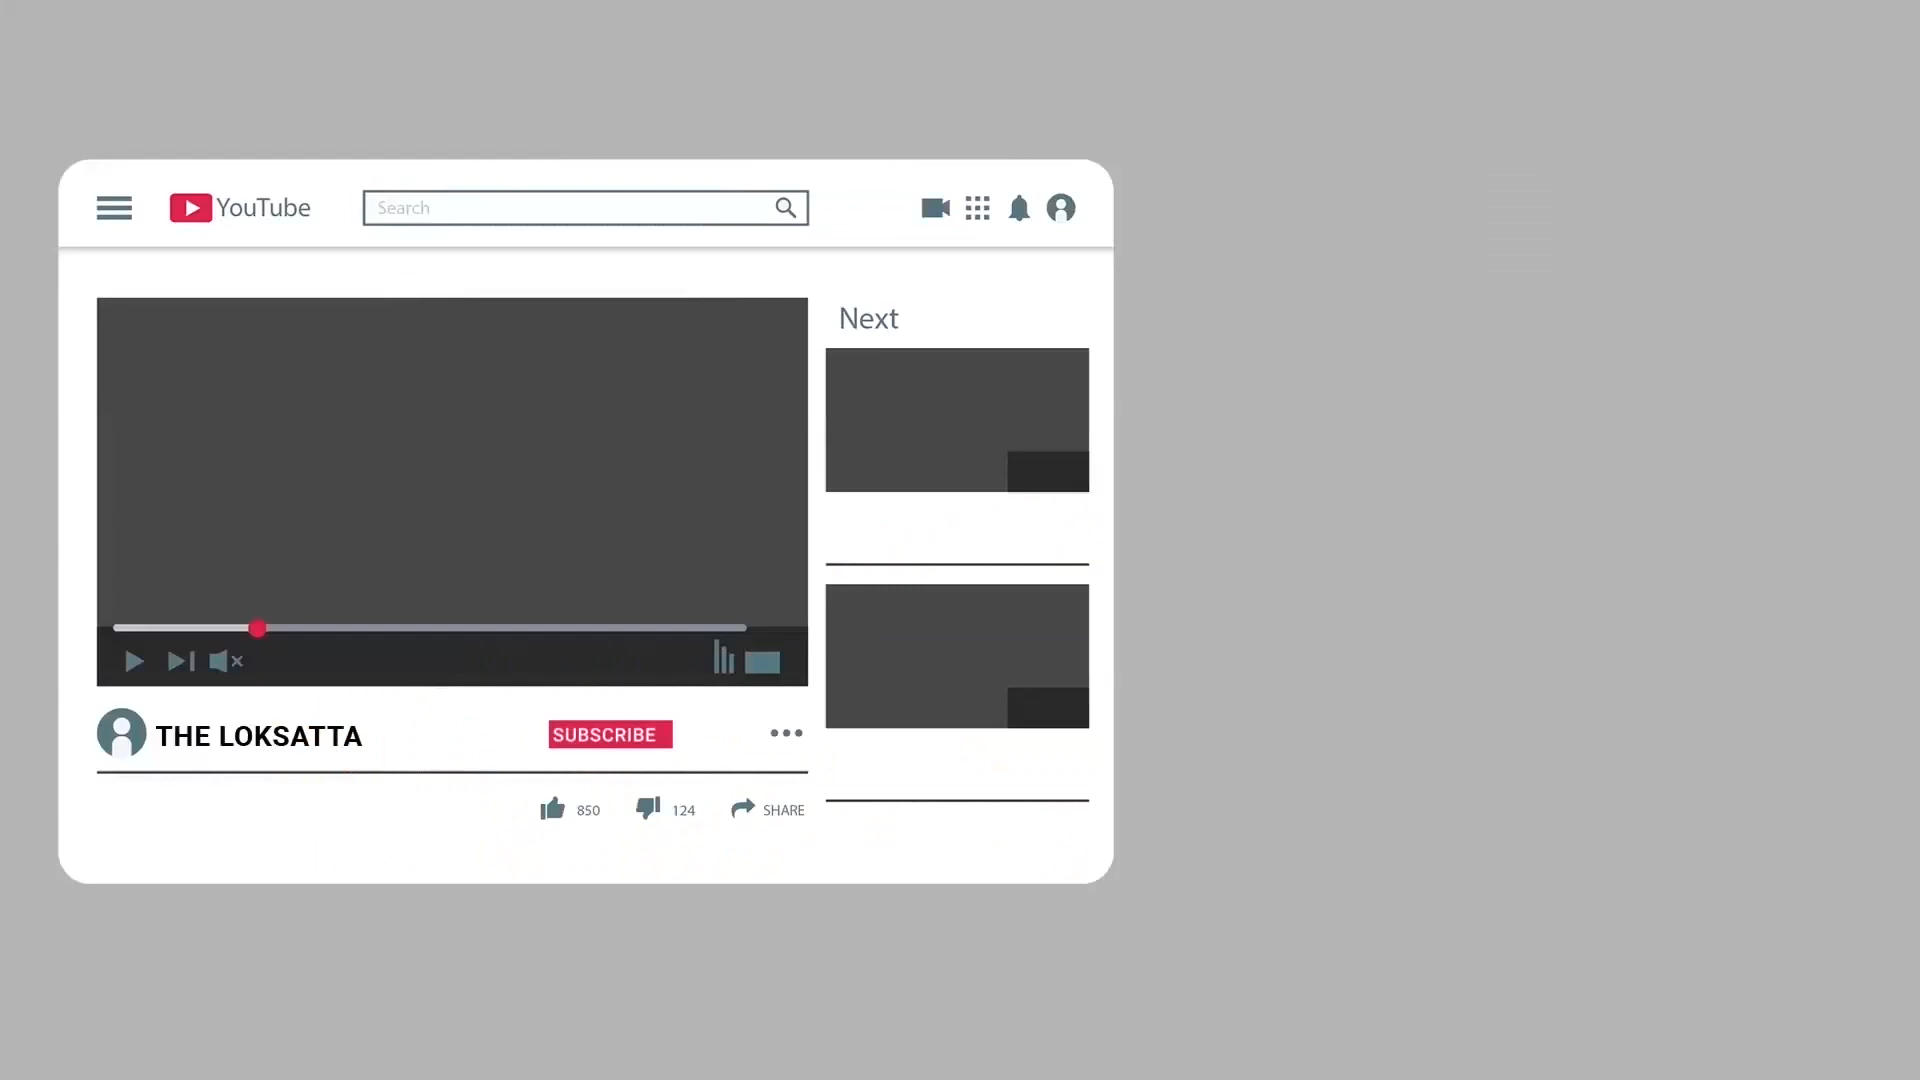 YouTube
Search
Next
THE LOKSATTA
SUBSCRIBE
850
124
SHARE